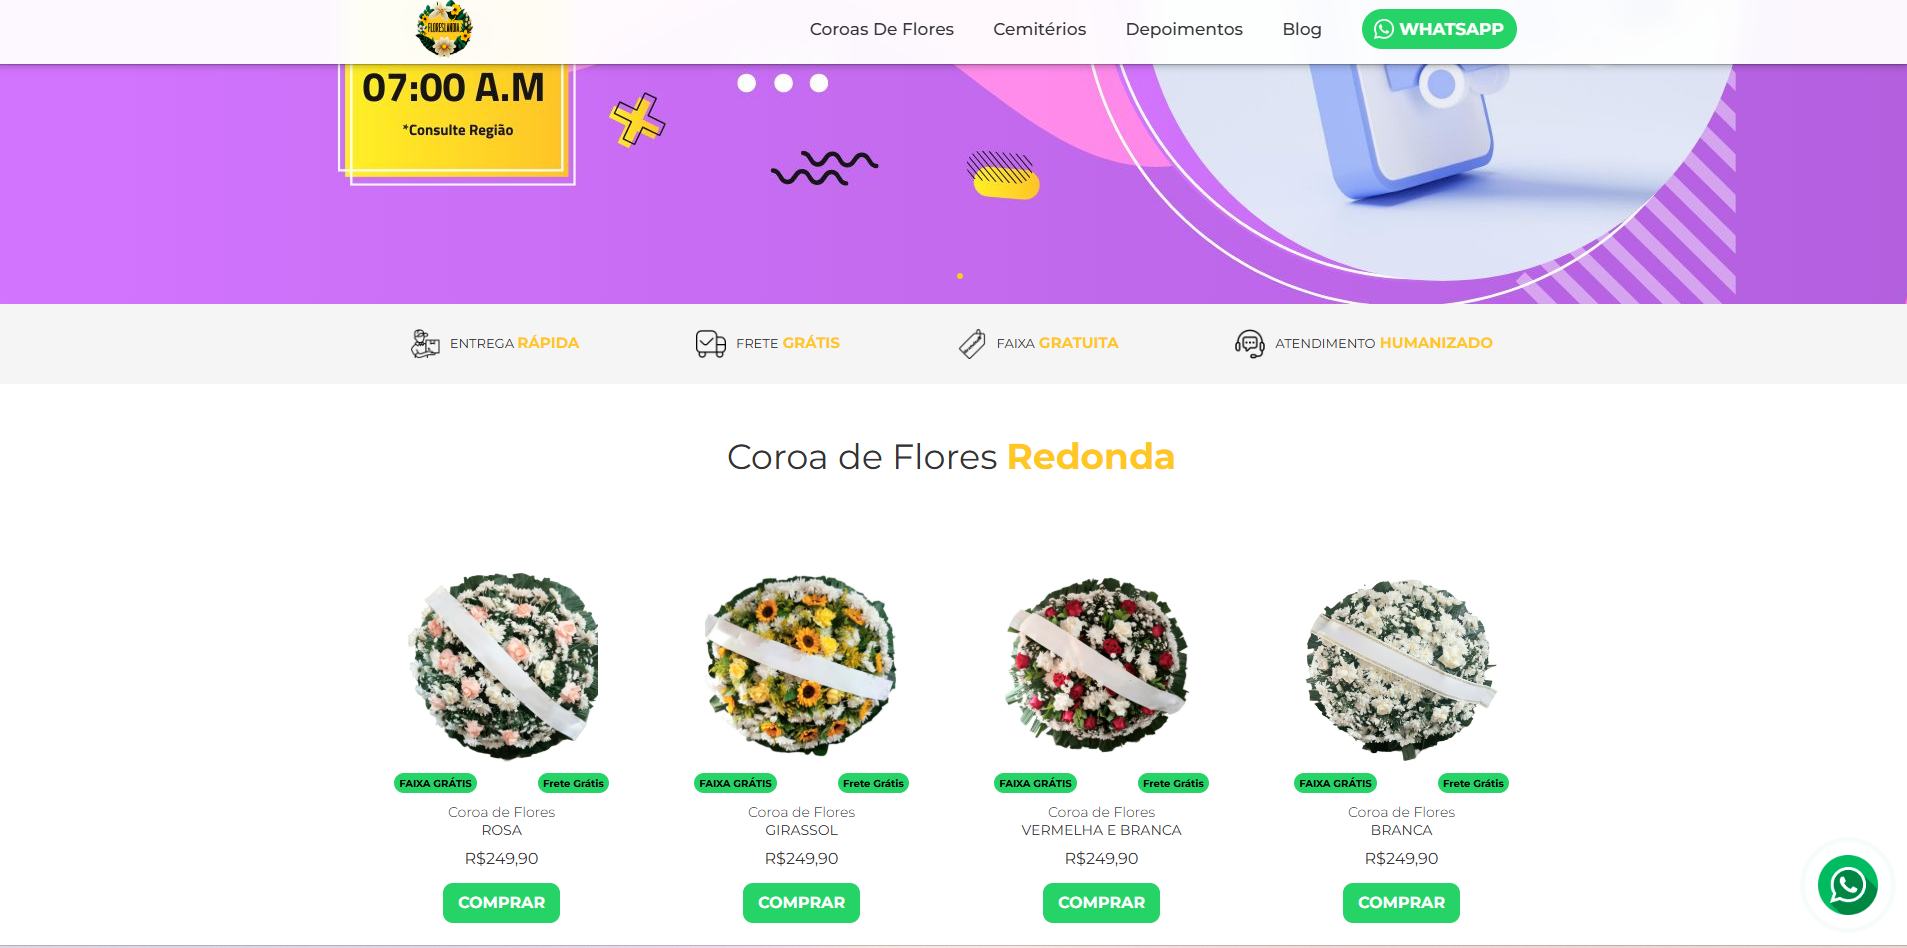 FLORESLANDIA
Coroas De Flores
Cemitérios
Depoimentos
Blog
WHATSAPP
07:00 A.M
*Consulte Região
ENTREGA RÁPIDA
FRETE GRÁTIS
FAIXA GRATUITA
ATENDIMENTO HUMANIZADO
Coroa de Flores Redonda
FAIXA GRÁTIS
Frete Grátis
Coroa de Flores
ROSA
R$249,90
COMPRAR
FAIXA GRÁTIS
Frete Grátis
Coroa de Flores
GIRASSOL
R$249,90
COMPRAR
FAIXA GRÁTIS
Frete Grátis
Coroa de Flores
VERMELHA E BRANCA
R$249,90
COMPRAR
FAIXA GRÁTIS
Frete Grátis
Coroa de Flores
BRANCA
R$249,90
COMPRAR